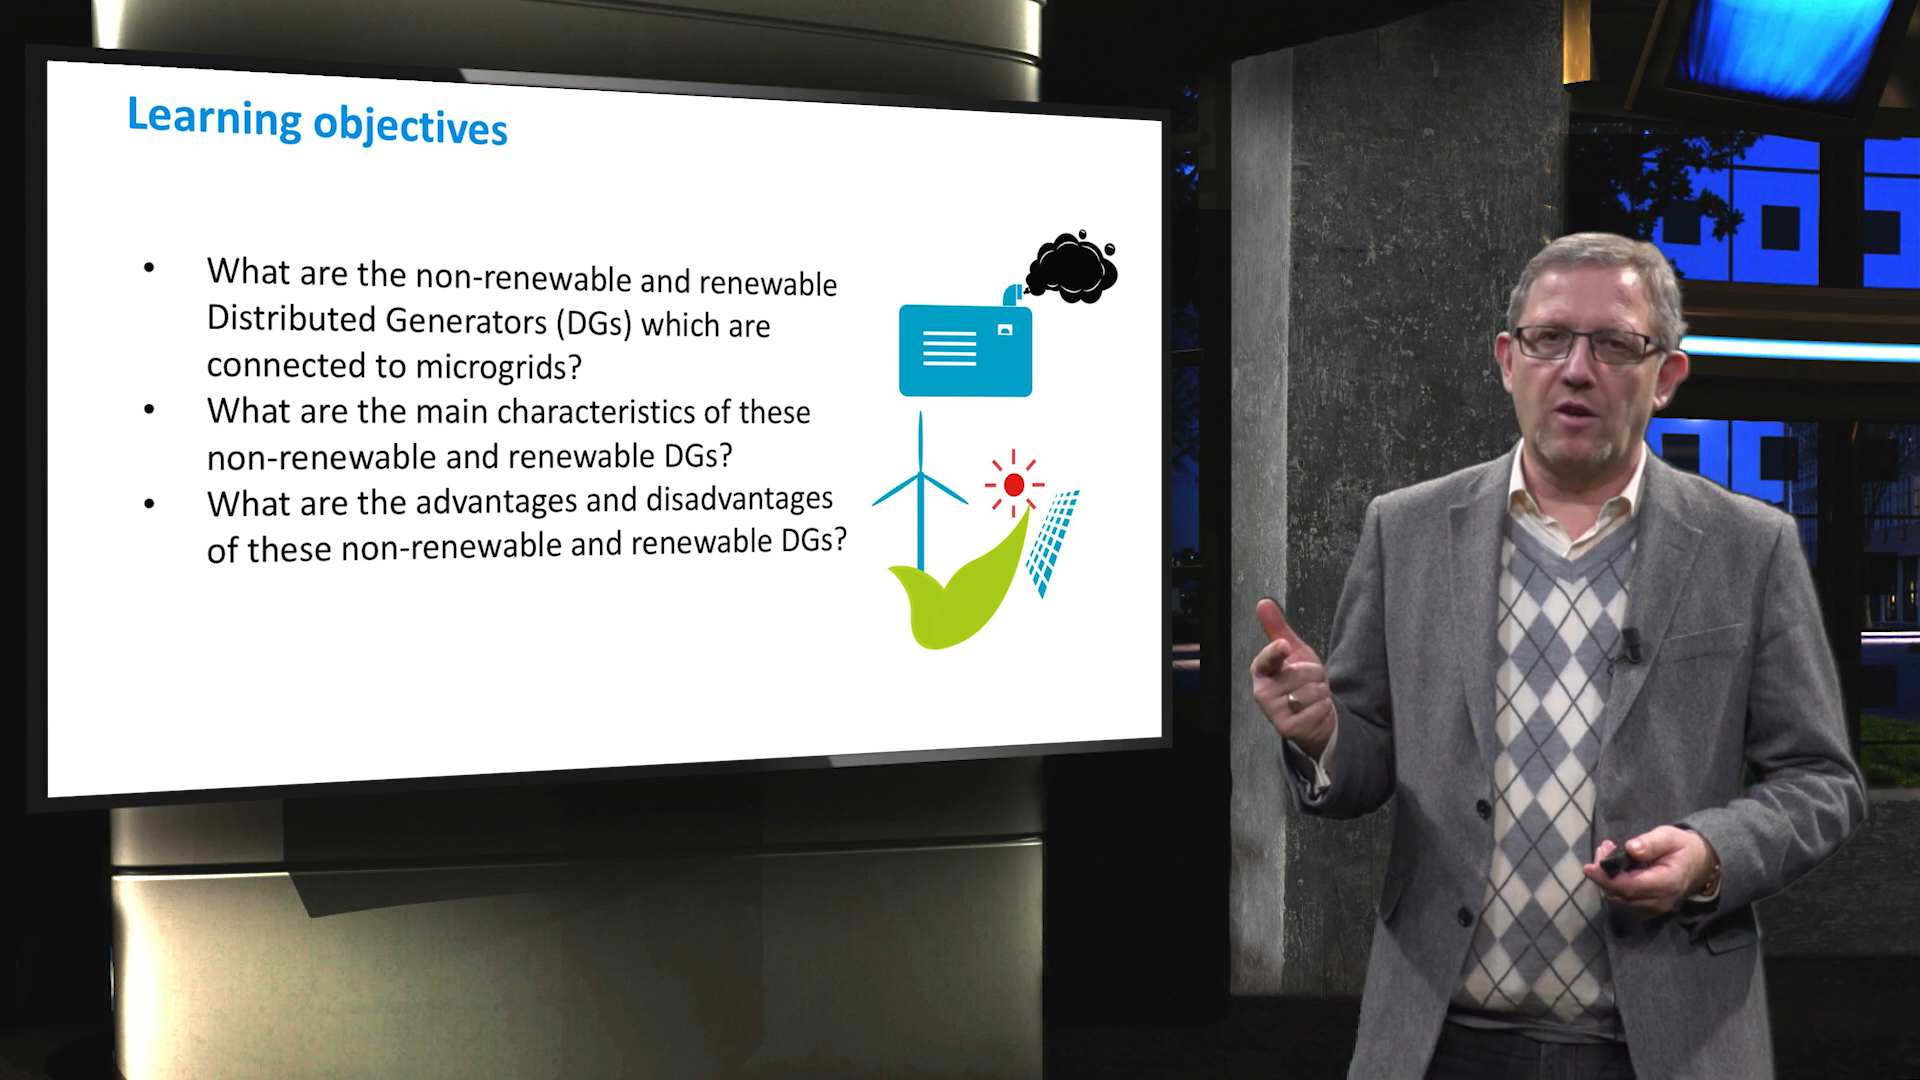 Learning objectives
• What are the non-renewable and renewable
Distributed Generators (DGs) which are
connected to microgrids?
• What are the main characteristics of these
non-renewable and renewable DGs?
• What are the advantages and disadvantages
of these non-renewable and renewable DGs?